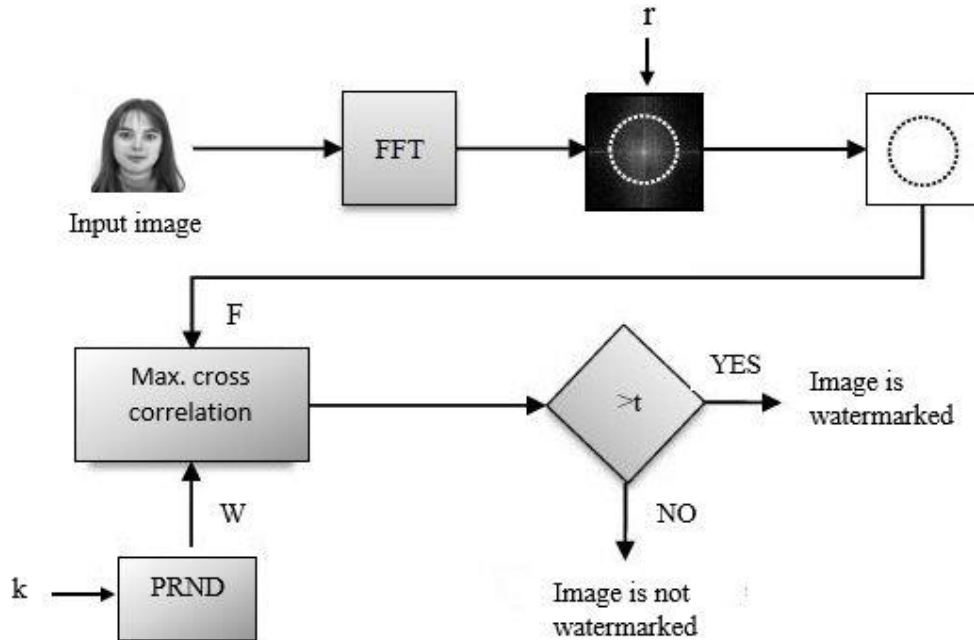 r
FFT
Input image
F
Max. cross
correlation
>t
YES
Image is
watermarked
W
NO
k
PRND
Image is not
watermarked